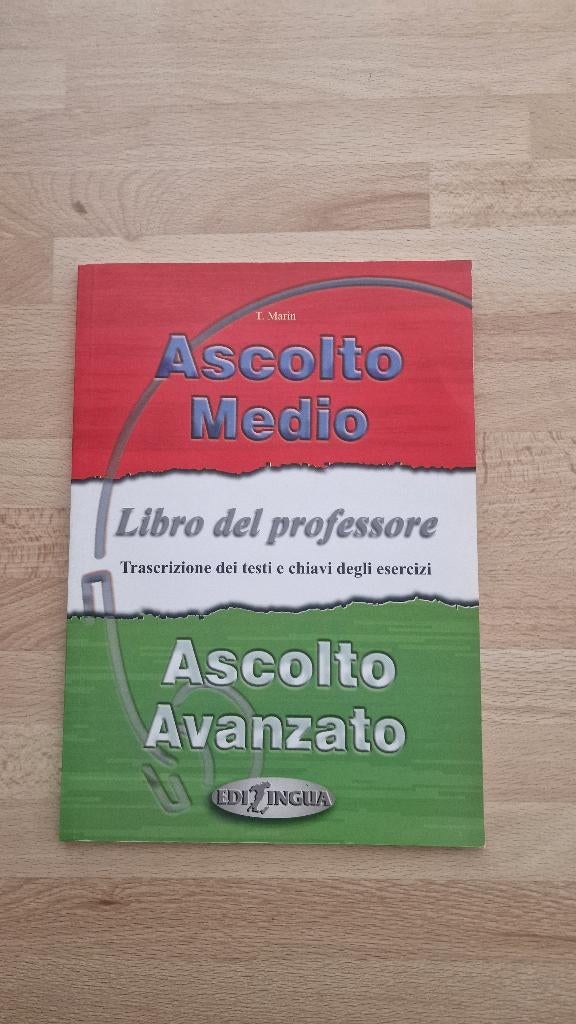 T. Marin
Ascolto
Medio
Libro del professore
Trascrizione dei testi e chiavi degli esercizi
Ascolto
Avanzato
EDILINGUA